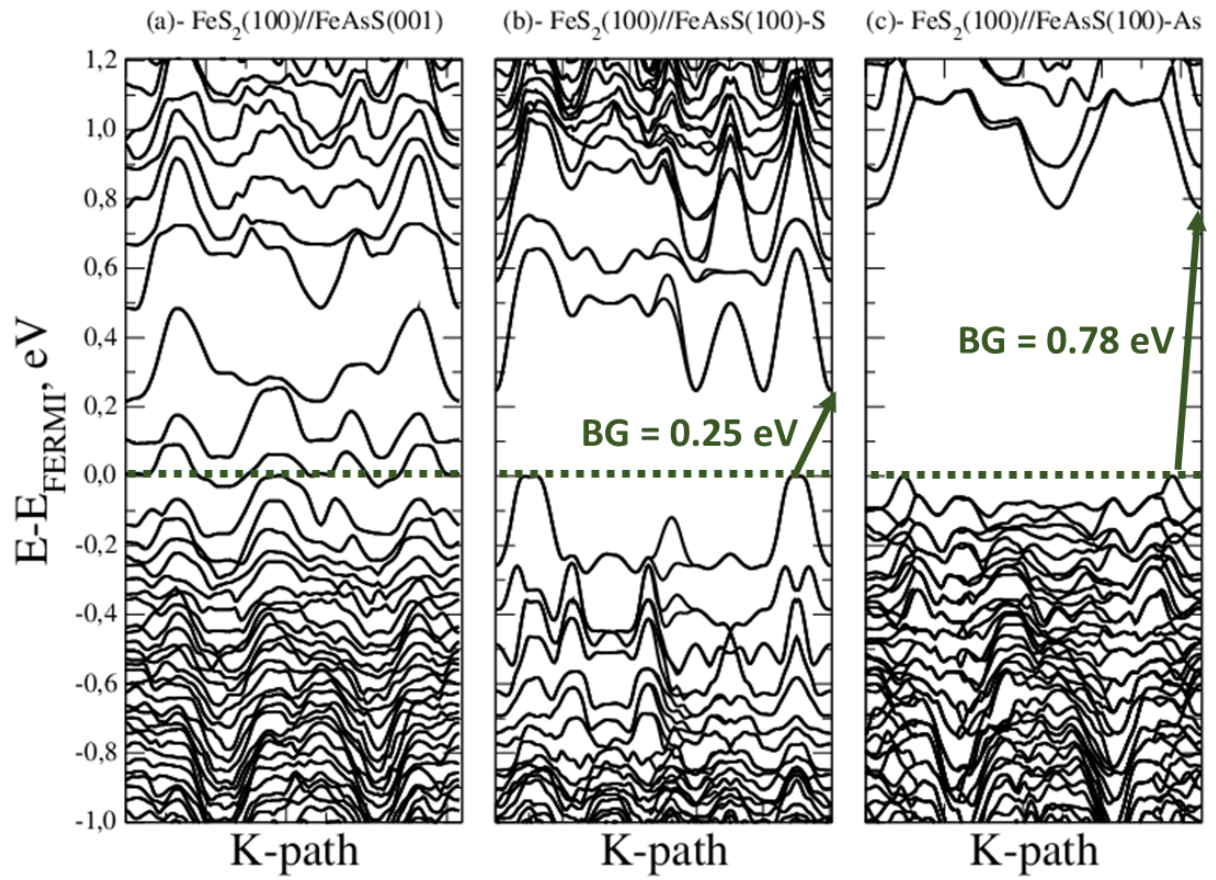 (a)- FeS2(100)//FeAsS(001)
(b)- FeS2(100)//FeAsS(100)-S
(c)- FeS2(100)//FeAsS(100)-As
E-EFERMI, eV
1,2
1,0
0,8
0,6
0,4
0,2
0,0
-0,2
-0,4
-0,6
-0,8
-1,0
BG = 0.25 eV
BG = 0.78 eV
K-path
K-path